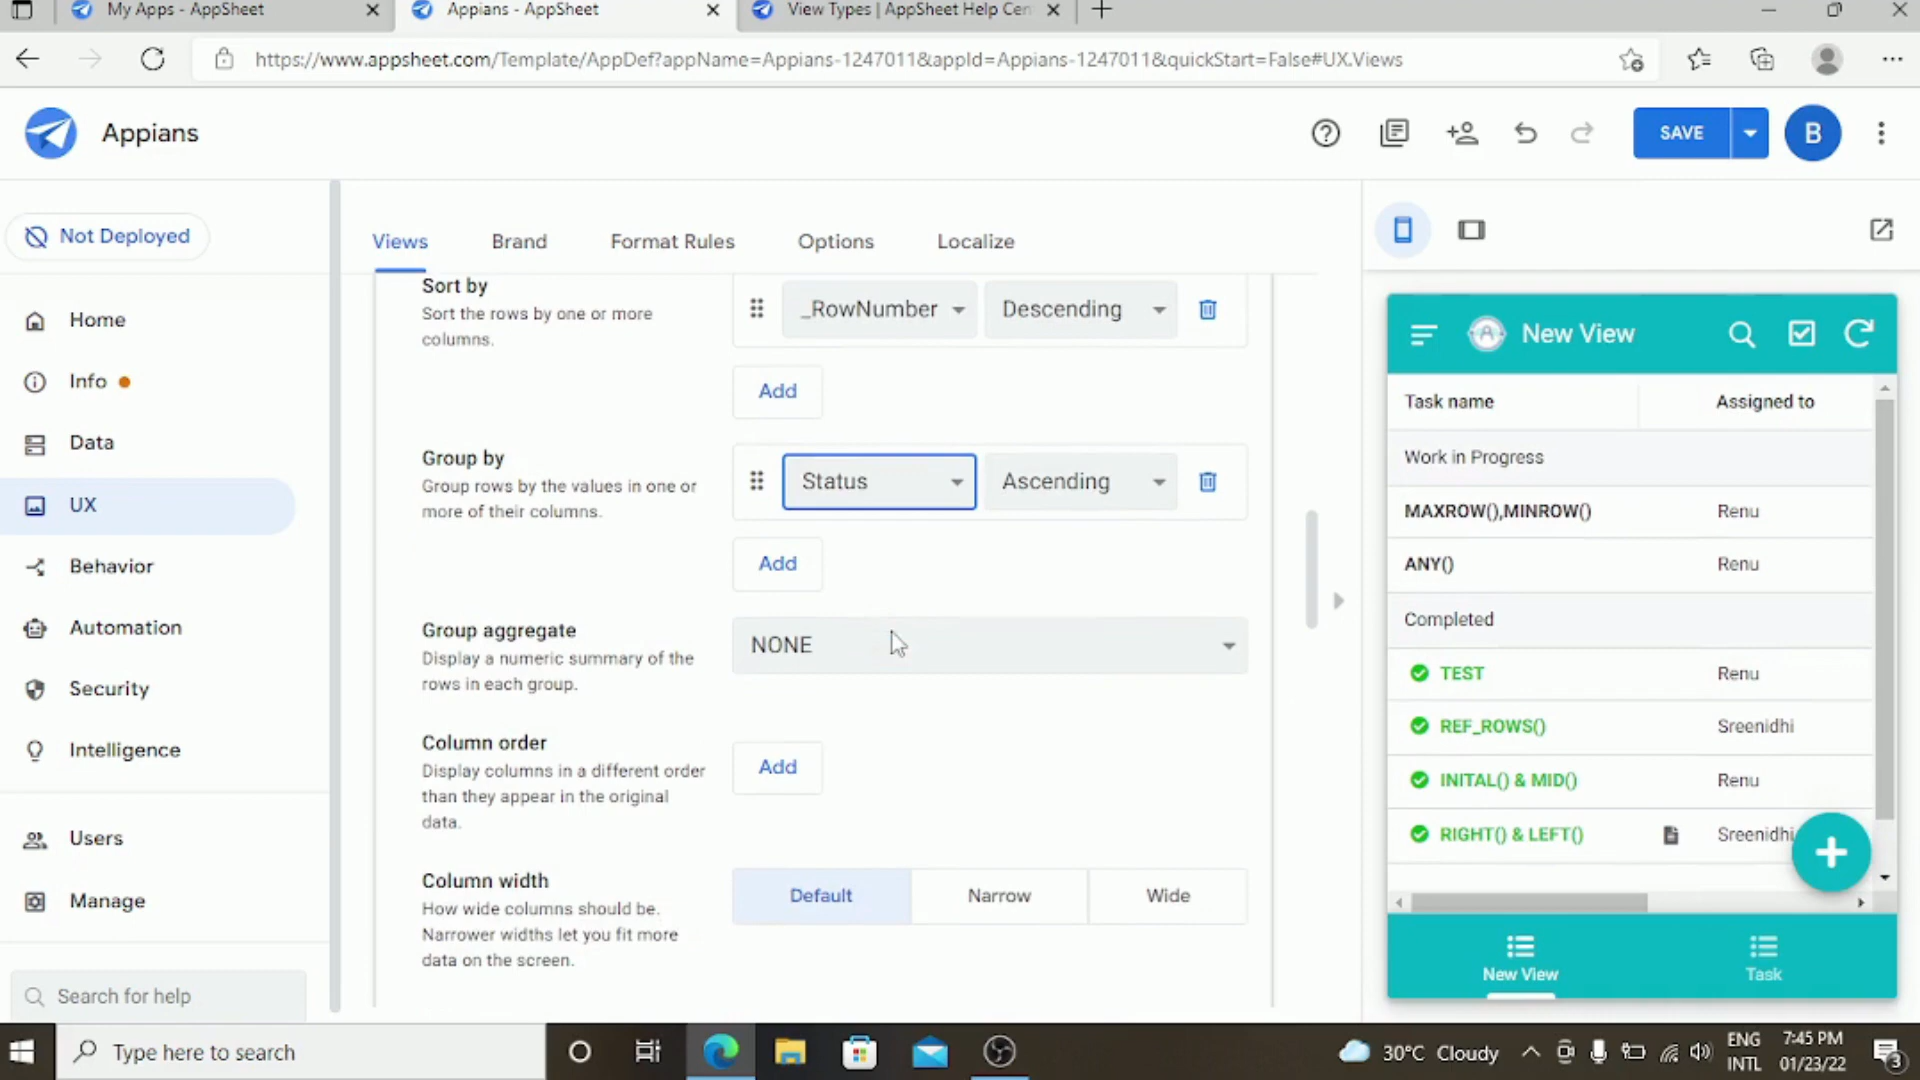 My Apps - AppSheet
Appians - AppSheet
View Types | AppSheet Help Cen
https://www.appsheet.com/Template/AppDef?appName=Appians-1247011&appId=Appians-1247011&quickStart=False#UX.Views
Appians
SAVE
B
Not Deployed
Home
Info
Data
UX
Behavior
Automation
Security
Intelligence
Users
Manage
Search for help
Views
Brand
Format Rules
Options
Localize
Sort by
Sort the rows by one or more
columns.
_RowNumber
Descending
Add
Group by
Group rows by the values in one or
more of their columns.
Status
Ascending
Add
Group aggregate
Display a numeric summary of the
rows in each group.
NONE
Column order
Display columns in a different order
than they appear in the original
data.
Add
Column width
How wide columns should be.
Narrower widths let you fit more
data on the screen.
Default
Narrow
Wide
New View
Task name
Assigned to
Work in Progress
MAXROW(),MINROW()
Renu
ANY()
Renu
Completed
TEST
Renu
REF_ROWS()
Sreenidhi
INITAL() & MID()
Renu
RIGHT() & LEFT()
Sreenidhi
New View
Task
Type here to search
30°C Cloudy
ENG
INTL
7:45 PM
01/23/22
3